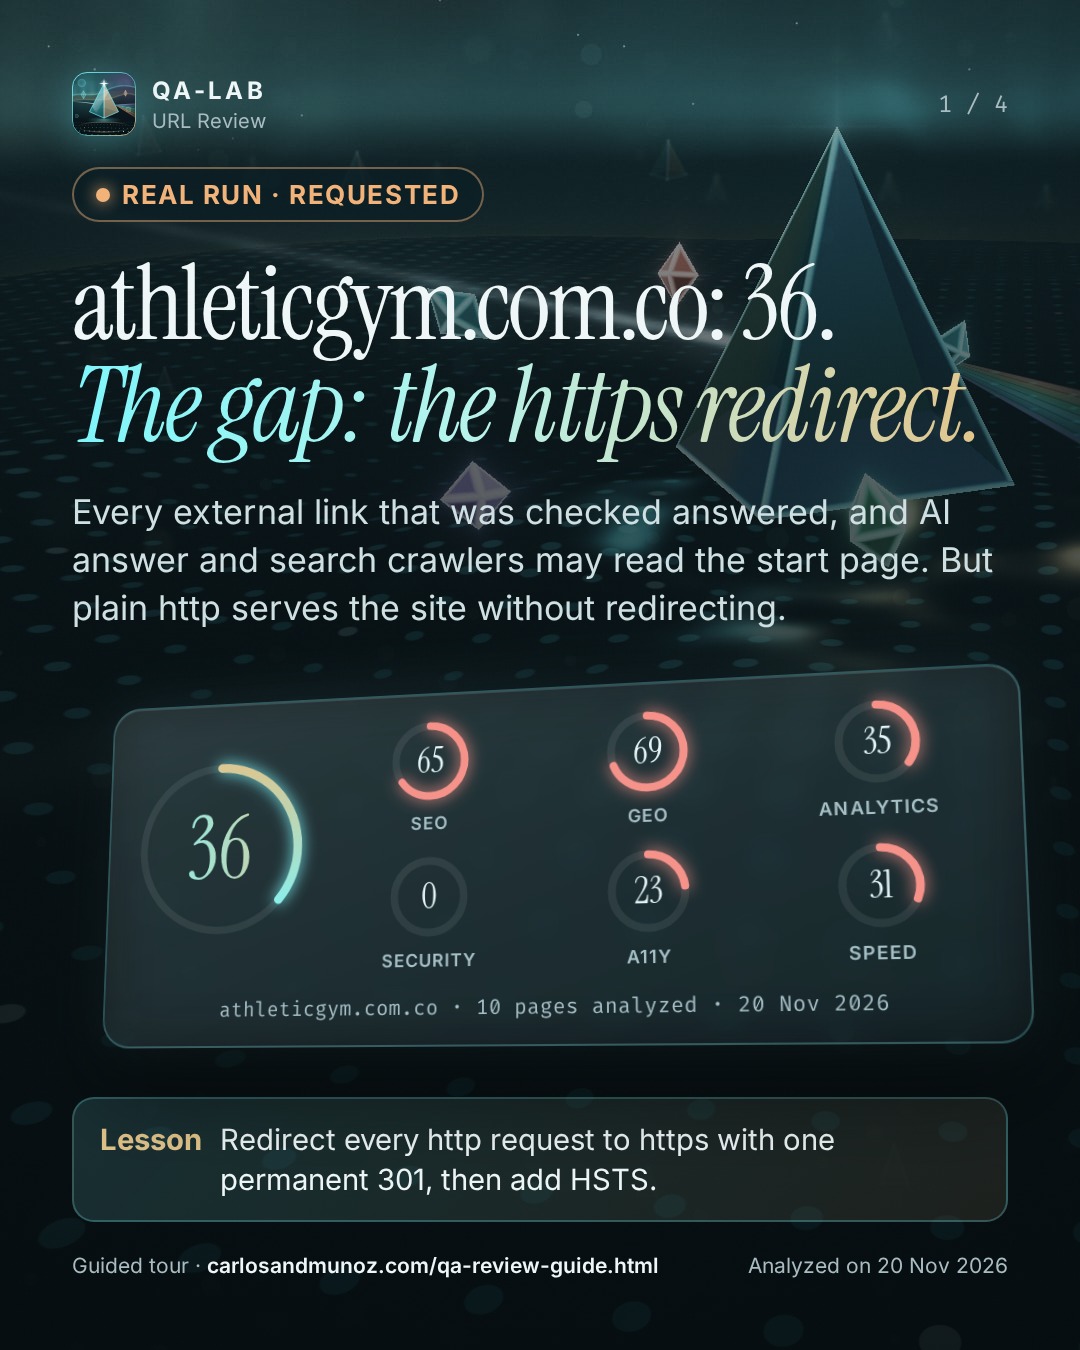 QA-LAB
URL Review
1 / 4
REAL RUN · REQUESTED
athleticgym.com.co: 36.
The gap: the https redirect.
Every external link that was checked answered, and AI
answer and search crawlers may read the start page. But
plain http serves the site without redirecting.
36
65
SEO
69
GEO
35
ANALYTICS
0
SECURITY
23
A11Y
31
SPEED
athleticgym.com.co · 10 pages analyzed · 20 Nov 2026
Lesson Redirect every http request to https with one
permanent 301, then add HSTS.
Guided tour · carlosandmunoz.com/qa-review-guide.html
Analyzed on 20 Nov 2026